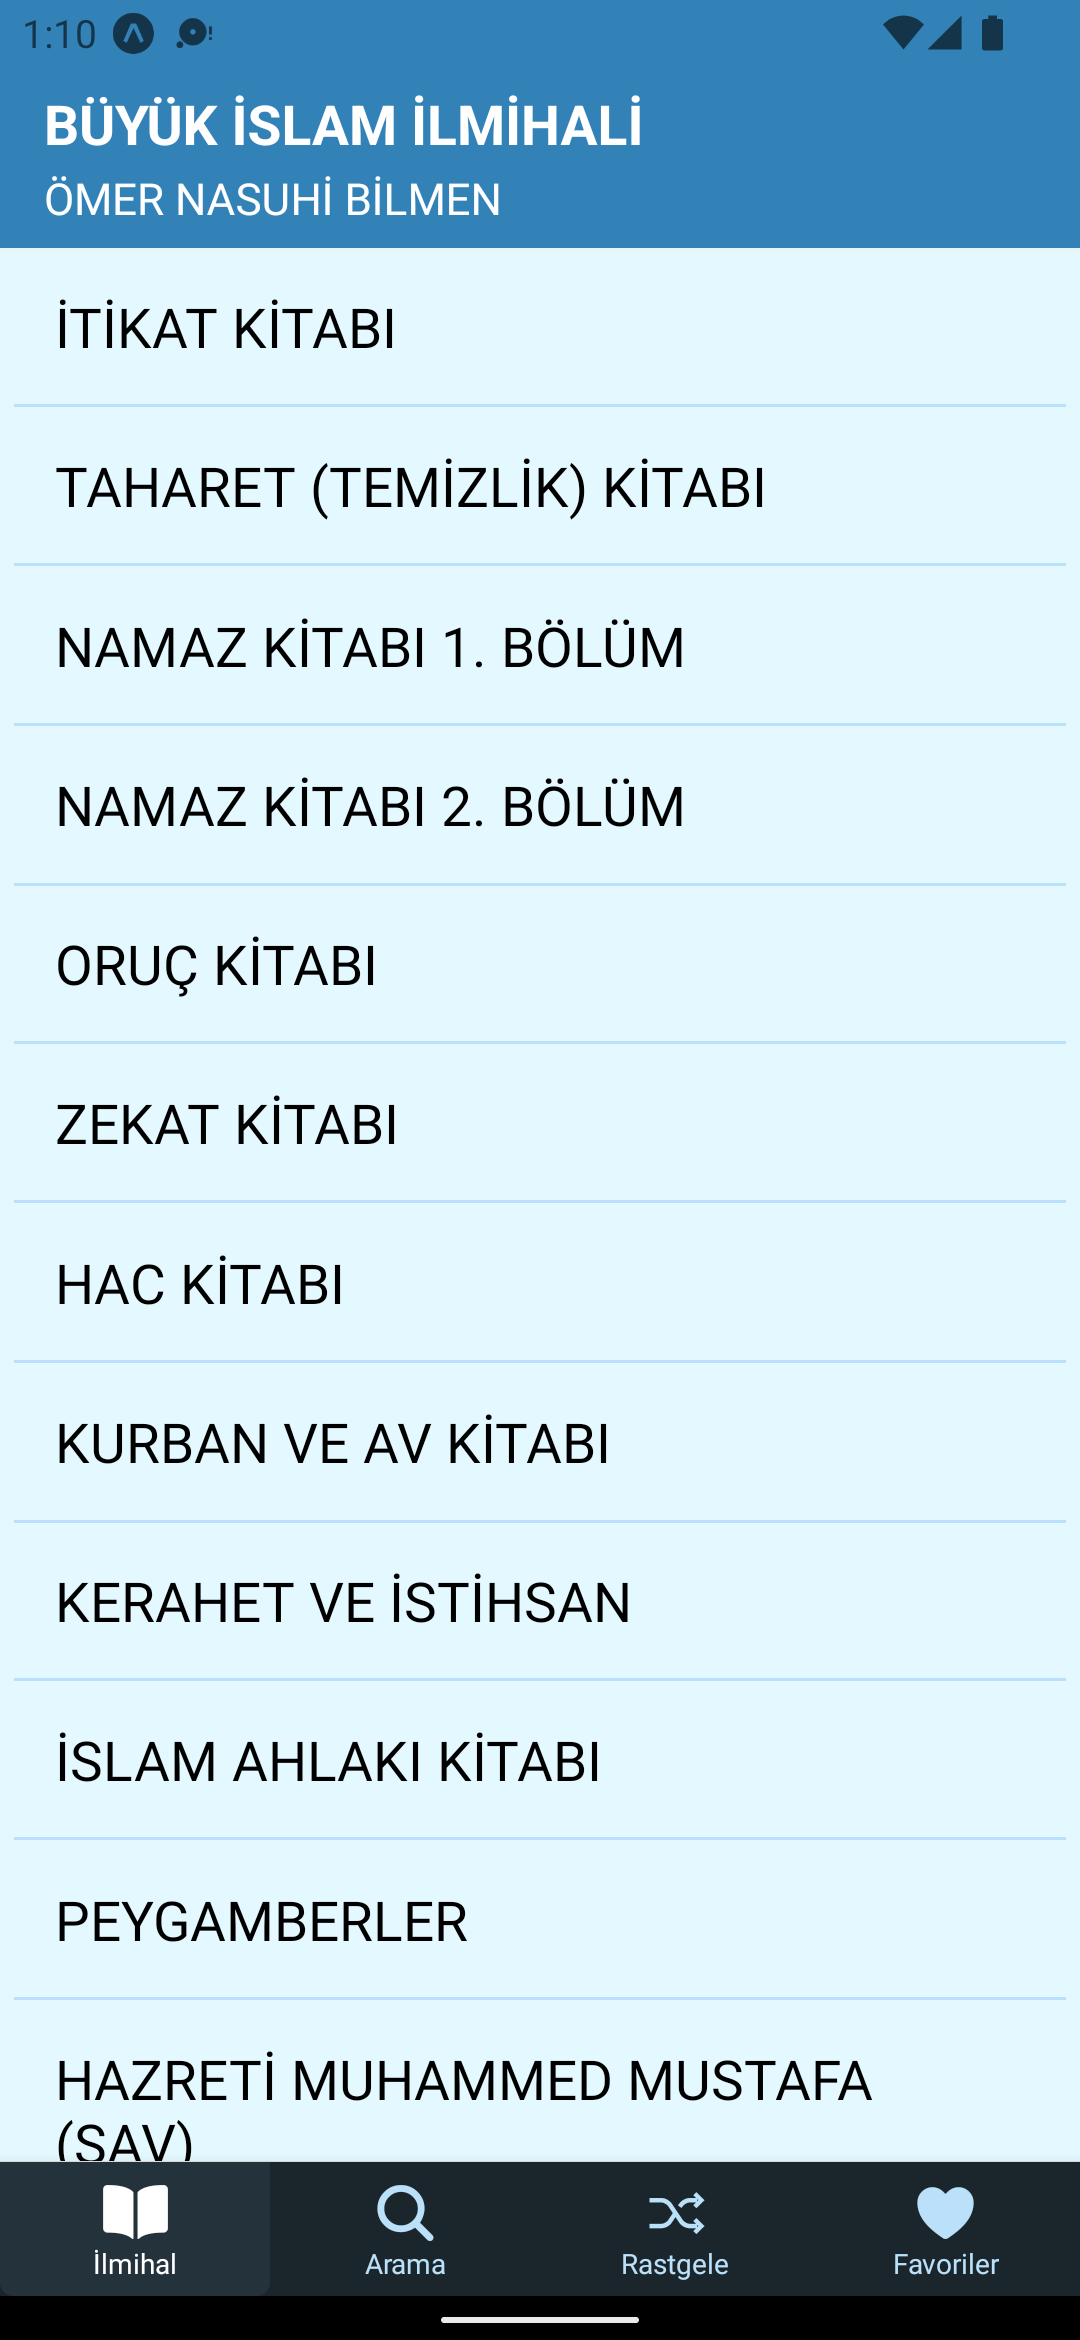 1:10
BÜYÜK İSLAM İLMİHALİ
ÖMER NASUHİ BİLMEN
İTİKAT KİTABI
TAHARET (TEMİZLİK) KİTABI
NAMAZ KİTABI 1. BÖLÜM
NAMAZ KİTABI 2. BÖLÜM
ORUÇ KİTABI
ZEKAT KİTABI
HAC KİTABI
KURBAN VE AV KİTABI
KERAHET VE İSTİHSAN
İSLAM AHLAKI KİTABI
PEYGAMBERLER
HAZRETİ MUHAMMED MUSTAFA
(SAV)
İlmihal
Arama
Rastgele
Favoriler